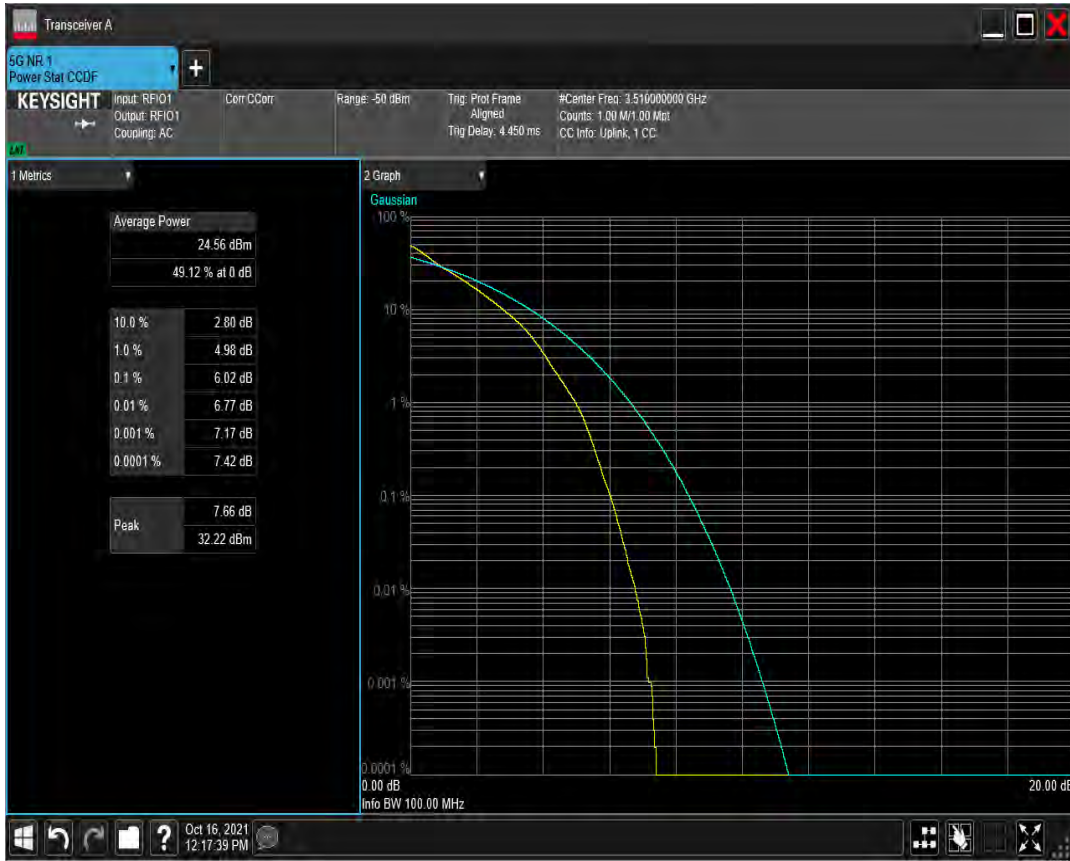 Transceiver A
5G NR 1
Power Stat CCDF
+
KEYSIGHT
Input: RFIO1
Output: RFIO1
Coupling: AC
Corr CCorr
Range: -50 dBm
Trig: Prot Frame
Aligned
Trig Delay: 4.450 ms
#Center Freq: 3.510000000 GHz
Counts: 1.00 M/1.00 Mpt
CC Info: Uplink, 1 CC
1 Metrics
Average Power
24.56 dBm
49.12 % at 0 dB
10.0 % 2.80 dB
1.0 % 4.98 dB
0.1 % 6.02 dB
0.01 % 6.77 dB
0.001 % 7.17 dB
0.0001 % 7.42 dB
Peak
7.66 dB
32.22 dBm
2 Graph
Gaussian
100 %
10 %
1 %
0.1 %
0.01 %
0.001 %
0.0001 %
0.00 dB 20.00 dB
Info BW 100.00 MHz
?
Oct 16, 2021
12:17:39 PM